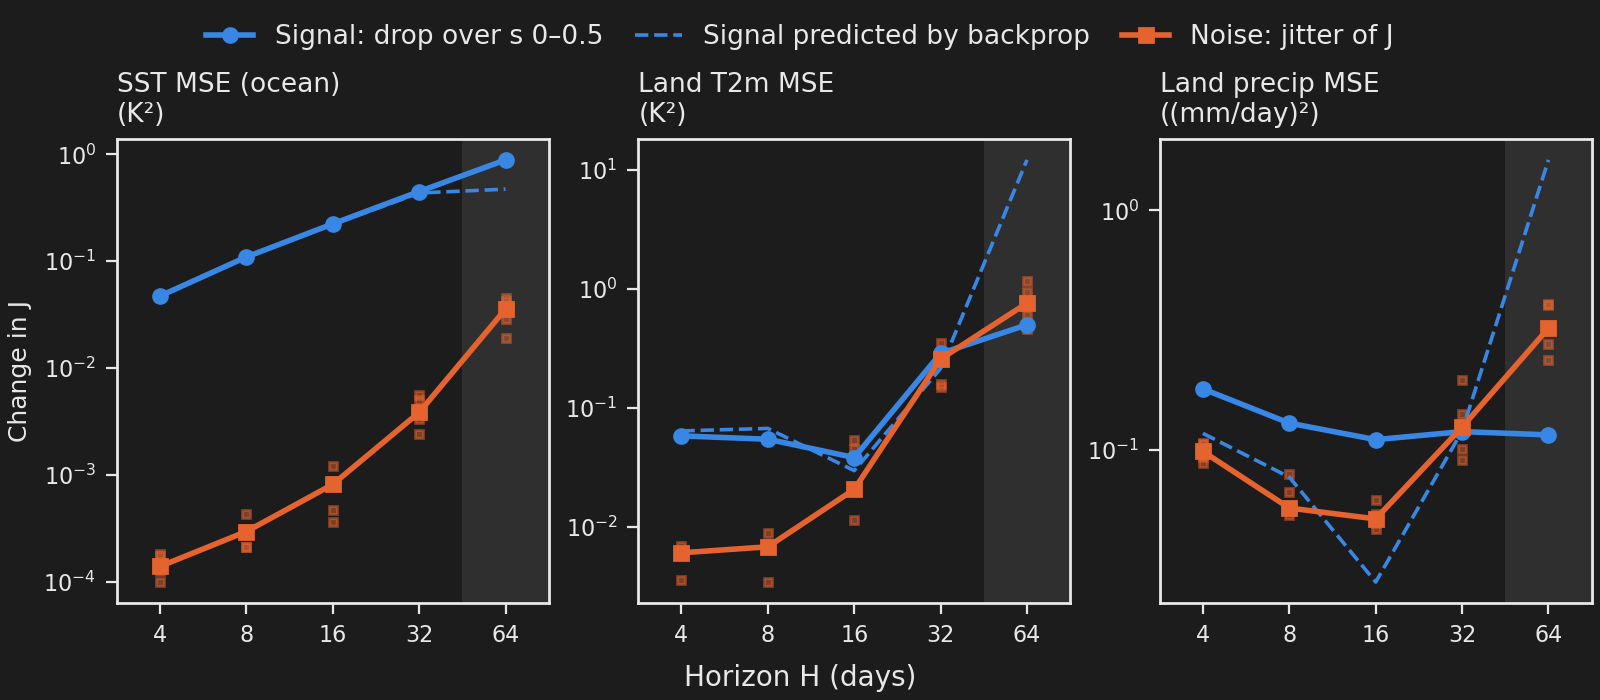 Signal: drop over s 0–0.5
Signal predicted by backprop
Noise: jitter of J
SST MSE (ocean)
(K²)
Land T2m MSE
(K²)
Land precip MSE
((mm/day)²)
Change in J
10⁰
10⁻¹
10⁻²
10⁻³
10⁻⁴
4 8 16 32 64
10¹
10⁰
10⁻¹
10⁻²
4 8 16 32 64
10⁰
10⁻¹
4 8 16 32 64
Horizon H (days)